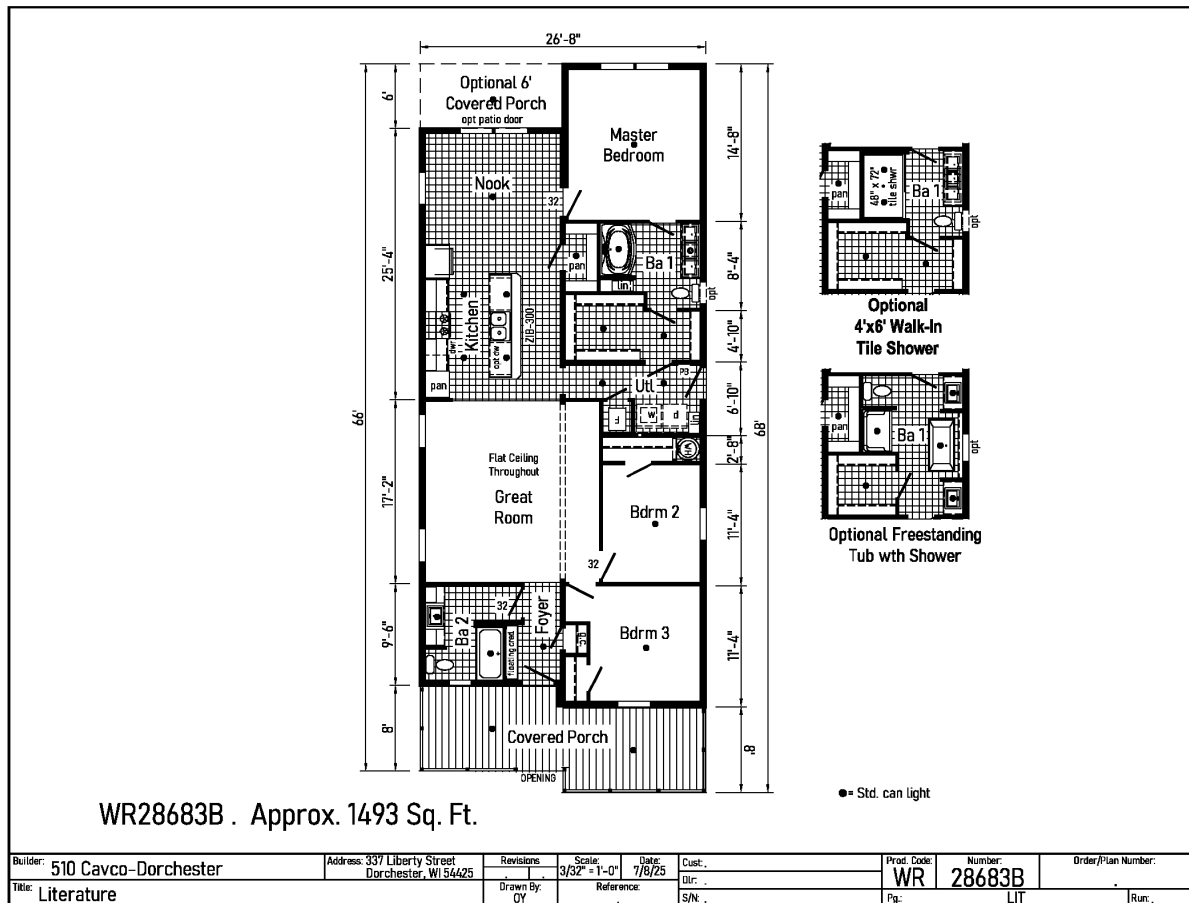 26'-8"
Optional 6'
Covered Porch
opt patio door
6'
Master
Bedroom
14'-8"
Nook
32
25'-4"
pan
Ba 1
lin
opt
8'-4"
Kitchen
opt dw
ZIB-300
dwr
pan
4'-10"
Utl
P3
F
w
d
lin
6'-10"
66'
68'
WH
2'-8"
Flat Ceiling
Throughout
Great
Room
17'-2"
Bdrm 2
11'-4"
32
32
Ba 2
Foyer
9'-6"
floating cred.
g.c
Bdrm 3
11'-4"
Covered Porch
8'
8'
OPENING
pan
48" x 72"
tile shwr
Ba 1
opt
Optional
4'x6' Walk-In
Tile Shower
pan
Ba 1
opt
Optional Freestanding
Tub wth Shower
= Std. can light
WR28683B . Approx. 1493 Sq. Ft.
Builder: 510 Cavco-Dorchester
Address: 337 Liberty Street
Dorchester, WI 54425
Revisions
. .
Scale:
3/32" = 1'-0"
Date:
7/8/25
Cust.: .
Dlr.: .
S/N: .
Prod. Code:
WR
Number:
28683B
Order/Plan Number:
.
Title: Literature
Drawn By:
OY
Reference:
.
Pg.: LIT
Run: .